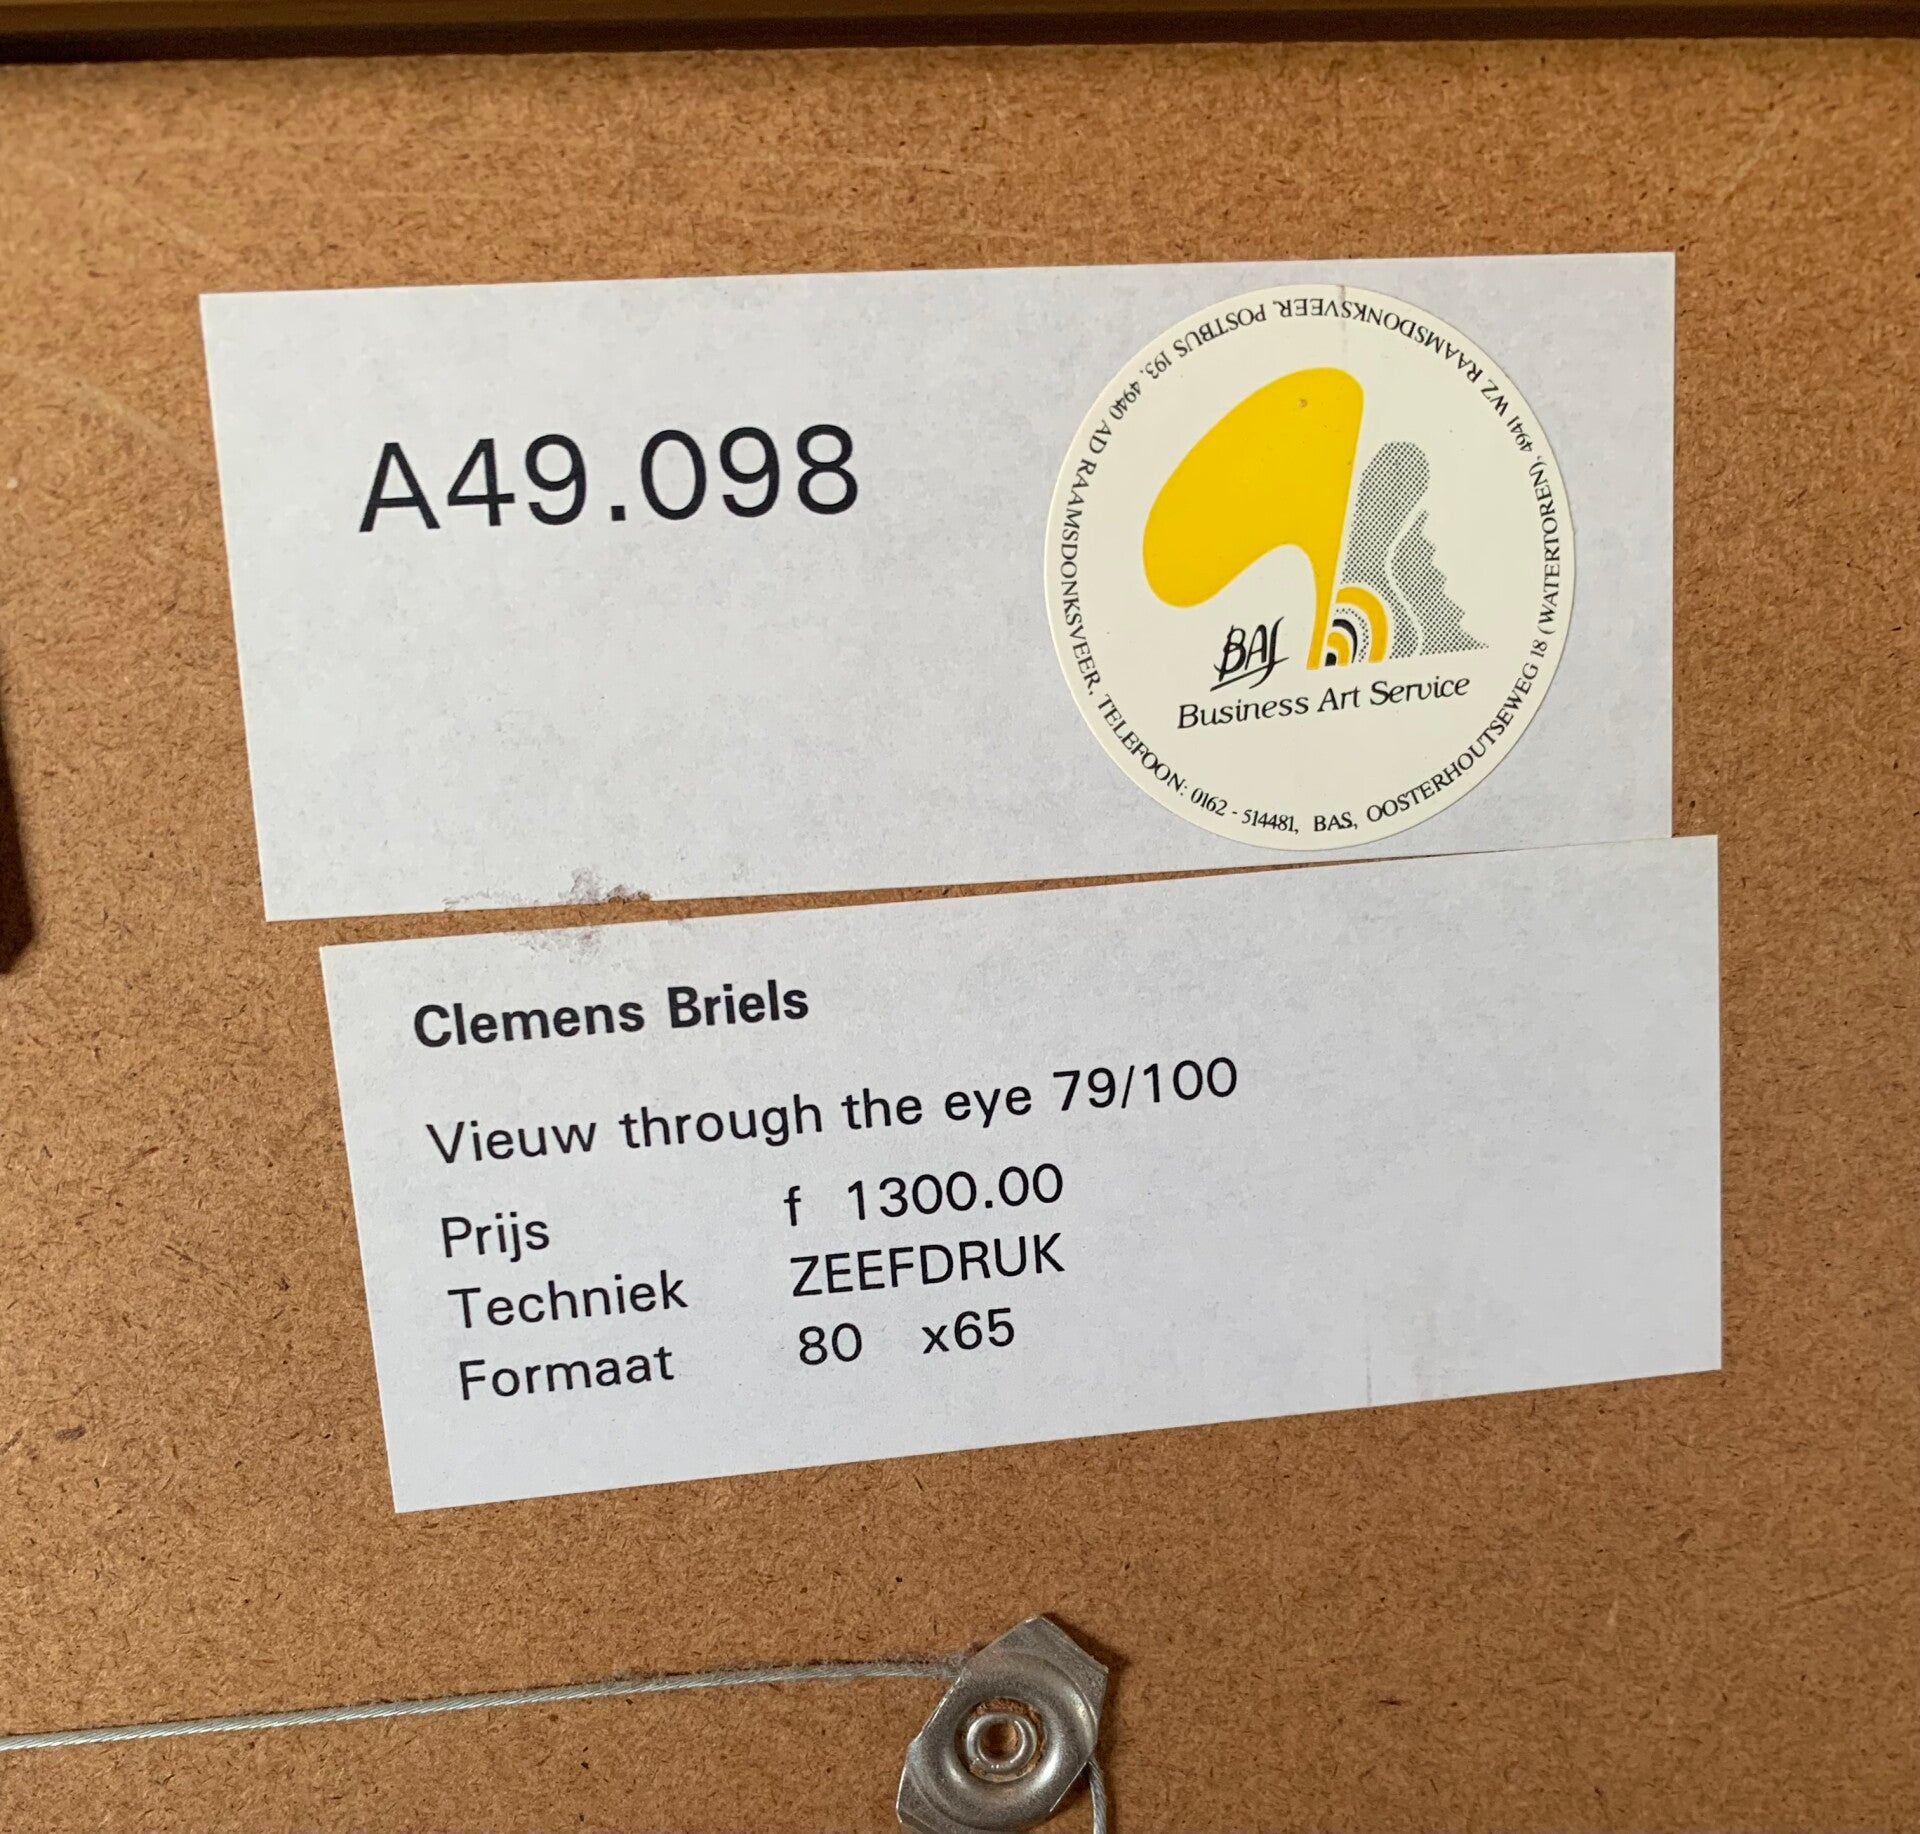 A49.098
BAS
Business Art Service
BAS, OOSTERHOUTSEWEG 18 (WATERTOREN), 4941 WZ RAAMSDONKSVEER, POSTBUS 193, 4940 AD RAAMSDONKSVEER, TELEFOON: 0162 - 514481,
Clemens Briels
Vieuw through the eye 79/100
Prijs f 1300.00
Techniek ZEEFDRUK
Formaat 80 x65